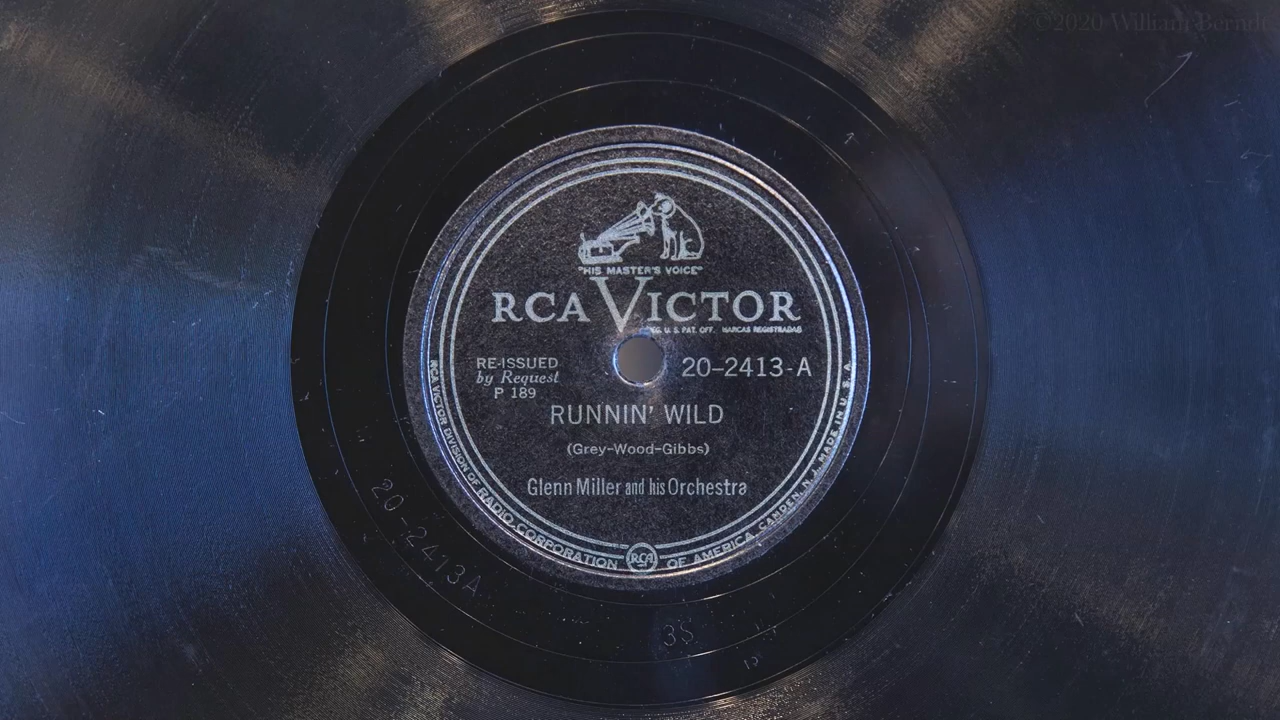 ©2020 William Berndt
"HIS MASTER'S VOICE"
RCA VICTOR
REG. U. S. PAT. OFF. MARCAS REGISTRADAS
RE-ISSUED
by Request
P 189
20-2413-A
RUNNIN' WILD
(Grey-Wood-Gibbs)
Glenn Miller and his Orchestra
RCA VICTOR DIVISION OF RADIO CORPORATION OF AMERICA, CAMDEN, N. J. MADE IN U. S. A.
RCA
20-2413A
3S